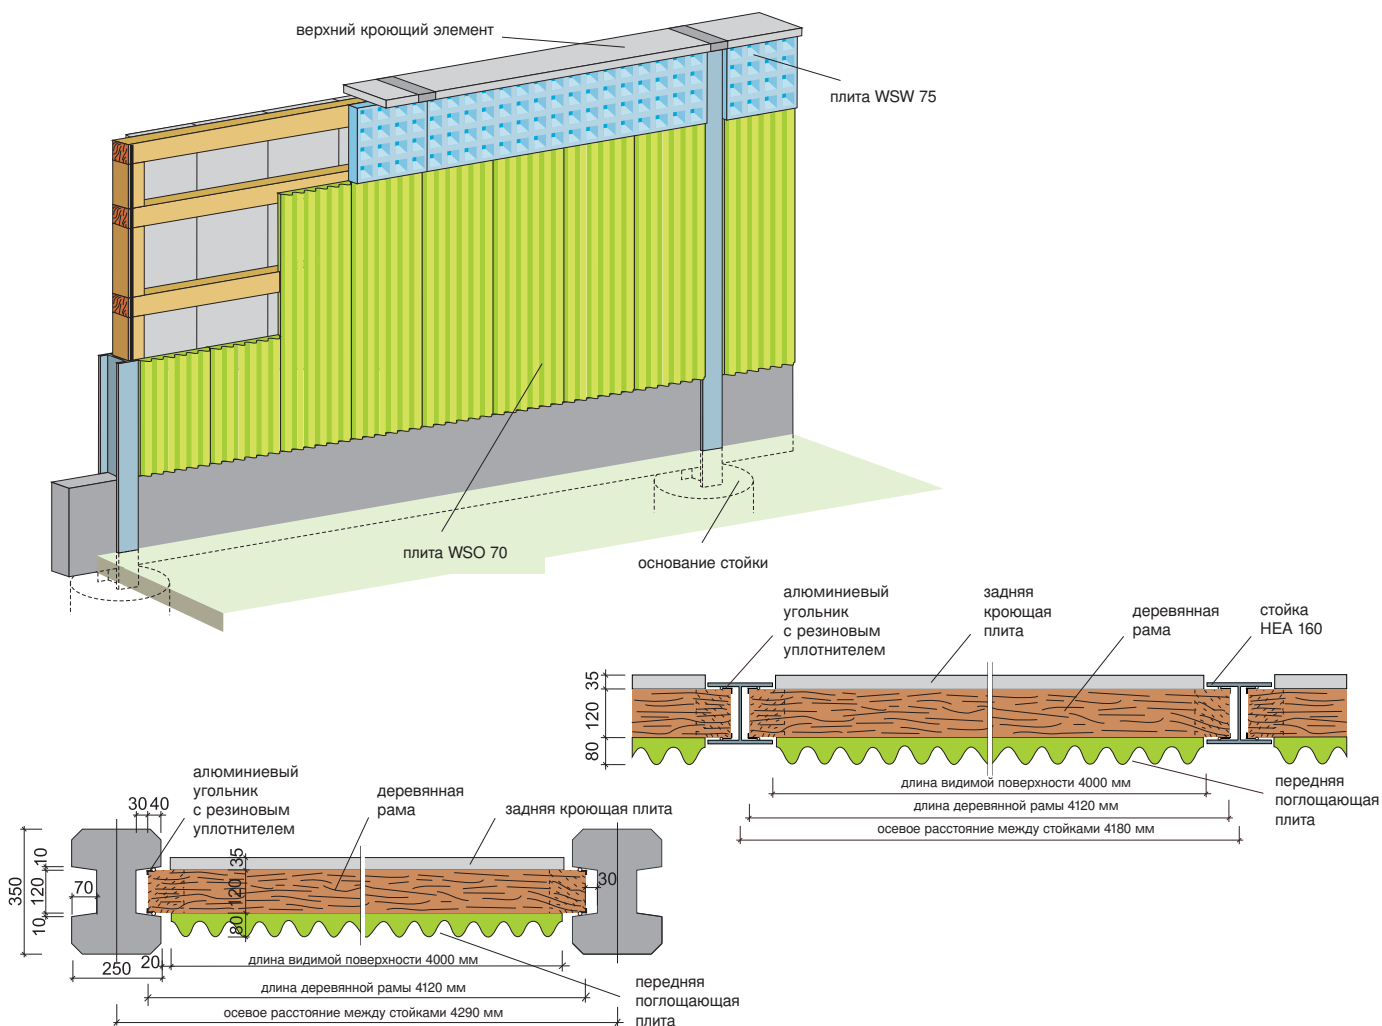 верхний кроющий элемент
плита WSW 75
плита WSO 70
основание стойки
алюминиевый
угольник
с резиновым
уплотнителем
задняя
кроющая
плита
деревянная
рама
стойка
HEA 160
35
120
80
длина видимой поверхности 4000 мм
длина деревянной рамы 4120 мм
осевое расстояние между стойками 4180 мм
передняя
поглощающая
плита
алюминиевый
угольник
с резиновым
уплотнителем
деревянная
рама
задняя кроющая плита
30 40
350
10
120
10
70
250
20
35
120
80
30
длина видимой поверхности 4000 мм
длина деревянной рамы 4120 мм
осевое расстояние между стойками 4290 мм
передняя
поглощающая
плита